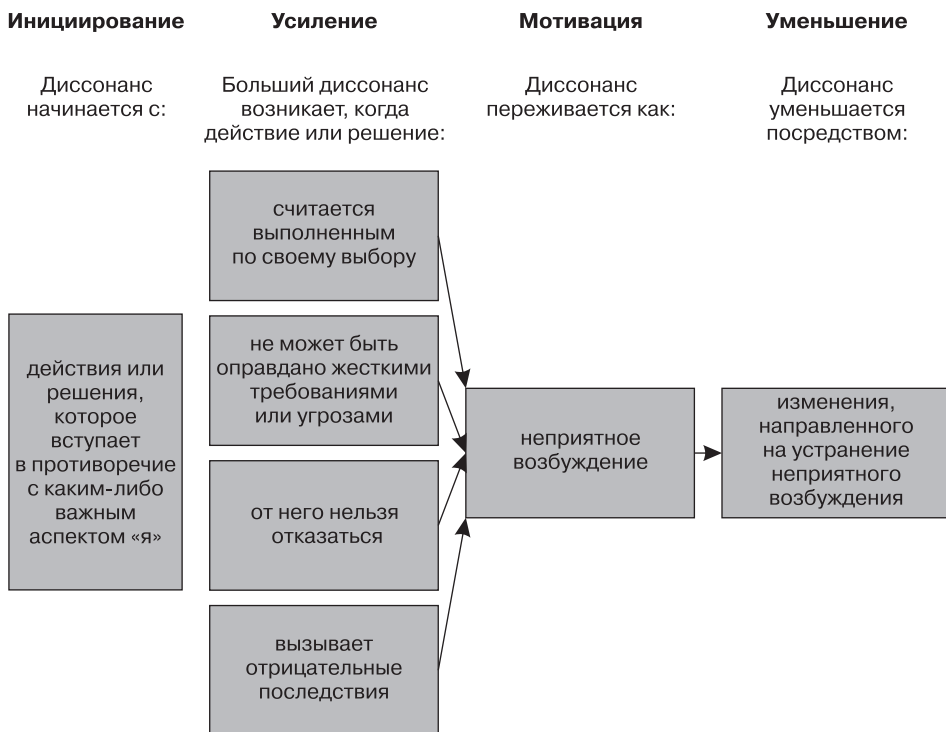 Инициирование
Усиление
Мотивация
Уменьшение
Диссонанс
начинается с:
Больший диссонанс
возникает, когда
действие или решение:
Диссонанс
переживается как:
Диссонанс
уменьшается
посредством:
действия или
решения,
которое
вступает
в противоречие
с каким-либо
важным
аспектом «я»
считается
выполненным
по своему выбору
не может быть
оправдано жесткими
требованиями
или угрозами
от него нельзя
отказаться
вызывает
отрицательные
последствия
неприятное
возбуждение
изменения,
направленного
на устранение
неприятного
возбуждения